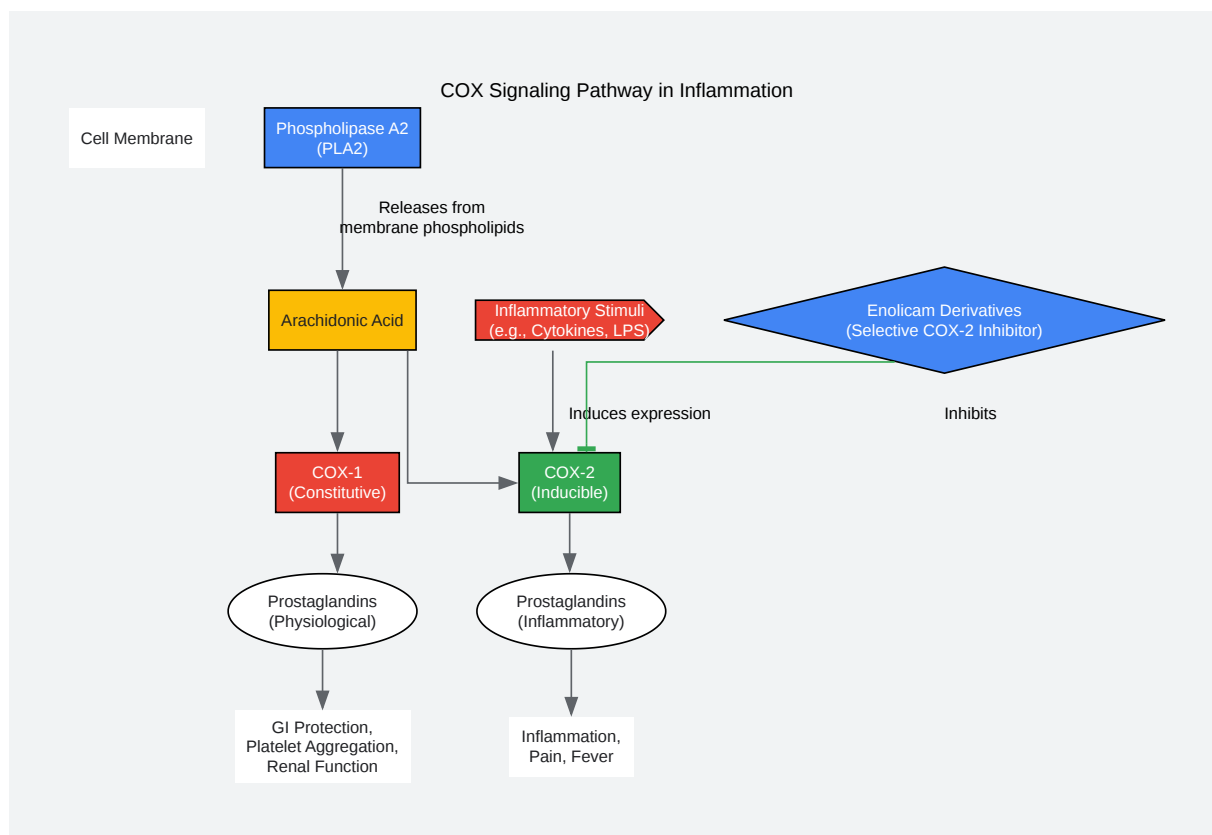 COX Signaling Pathway in Inflammation
Cell Membrane
Phospholipase A2
(PLA2)
Releases from
membrane phospholipids
Arachidonic Acid
Inflammatory Stimuli
(e.g., Cytokines, LPS)
Enolicam Derivatives
(Selective COX-2 Inhibitor)
Induces expression
Inhibits
COX-1
(Constitutive)
COX-2
(Inducible)
Prostaglandins
(Physiological)
Prostaglandins
(Inflammatory)
GI Protection,
Platelet Aggregation,
Renal Function
Inflammation,
Pain, Fever